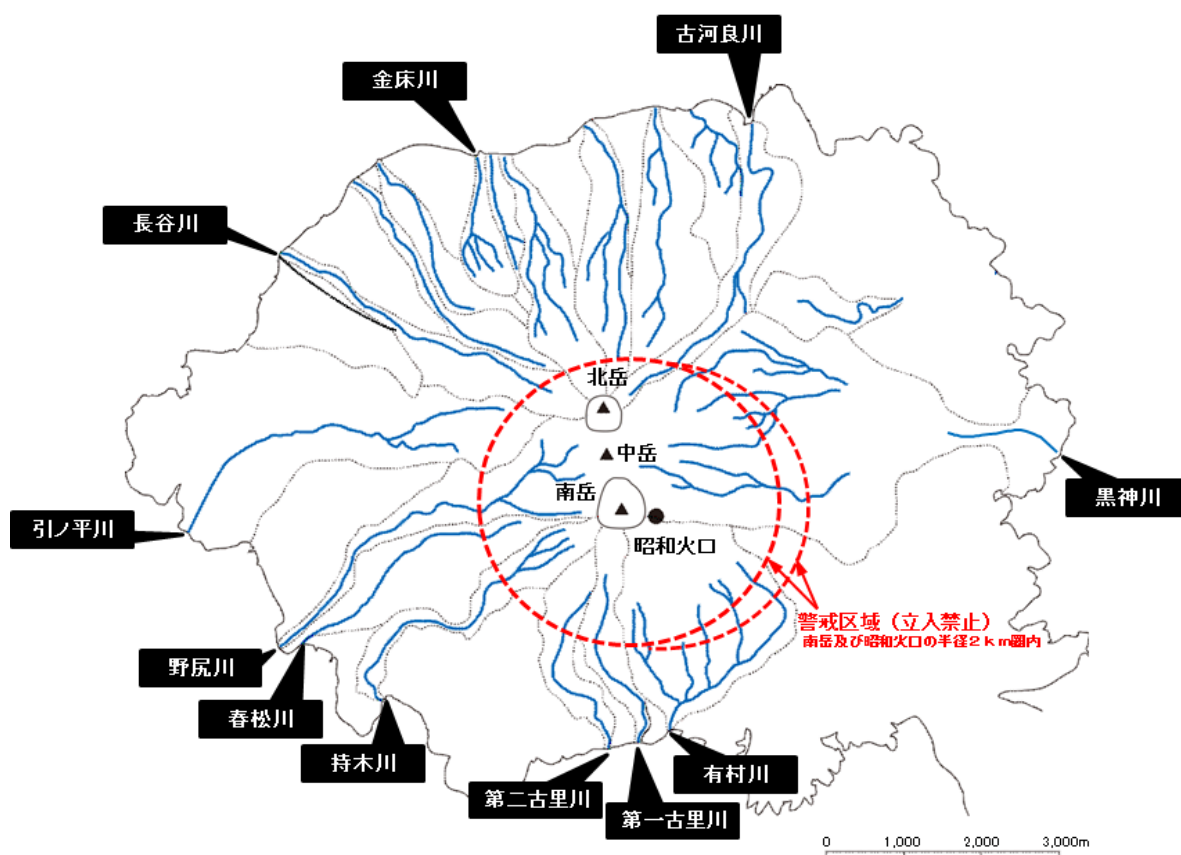 古河良川
金床川
長谷川
北岳
中岳
南岳
昭和火口
黒神川
引ノ平川
警戒区域（立入禁止）
南岳及び昭和火口の半径２ｋｍ圏内
野尻川
春松川
持木川
第二古里川
第一古里川
有村川
0 1,000 2,000 3,000m